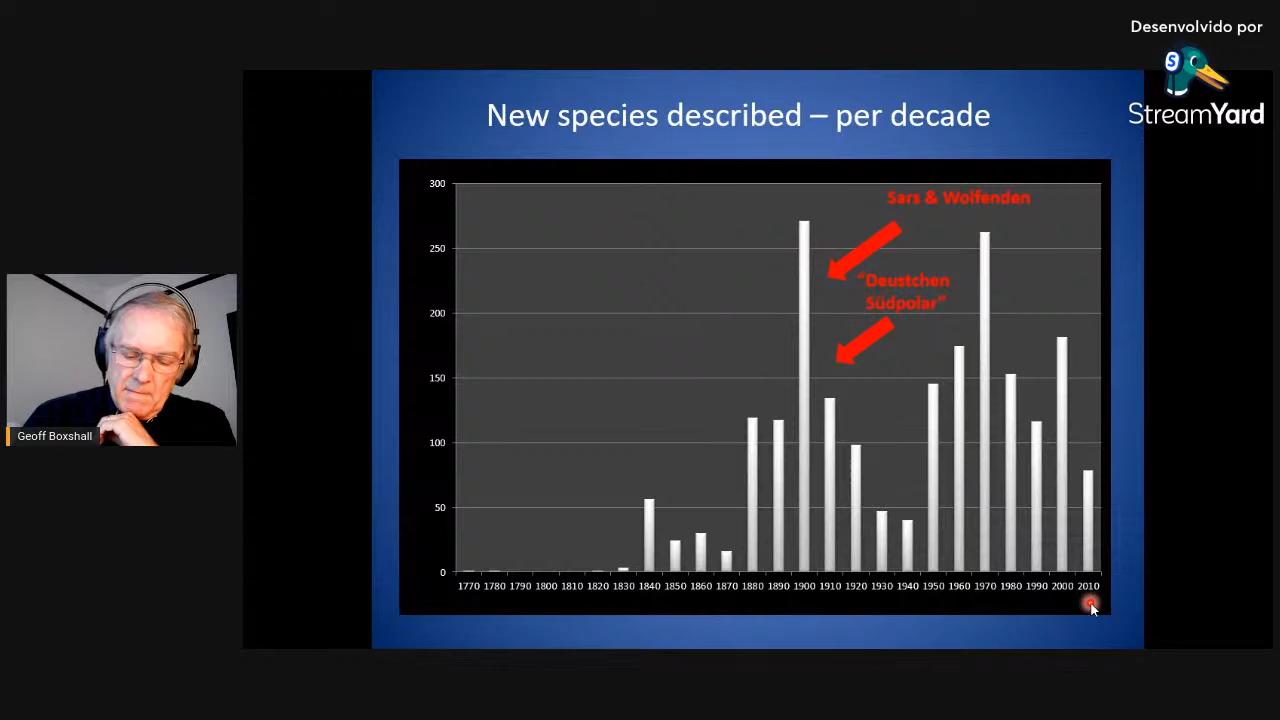 Desenvolvido por
StreamYard
New species described – per decade
300
250
200
150
100
50
0
Sars & Wolfenden
"Deustchen
Südpolar"
1770 1780 1790 1800 1810 1820 1830 1840 1850 1860 1870 1880 1890 1900 1910 1920 1930 1940 1950 1960 1970 1980 1990 2000 2010
Geoff Boxshall